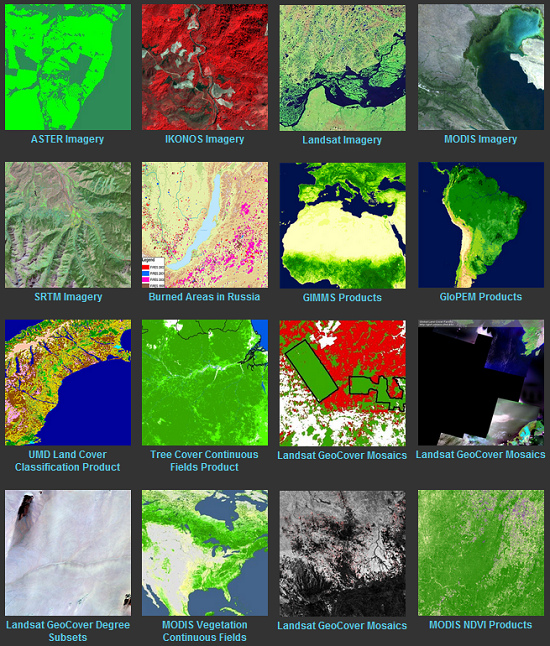 ASTER Imagery
IKONOS Imagery
Landsat Imagery
MODIS Imagery
SRTM Imagery
Legend
Burned Areas in Russia
GIMMS Products
GloPEM Products
UMD Land Cover
Classification Product
Tree Cover Continuous
Fields Product
Landsat GeoCover Mosaics
Landsat GeoCover Mosaics
Landsat GeoCover Degree
Subsets
MODIS Vegetation
Continuous Fields
Landsat GeoCover Mosaics
MODIS NDVI Products